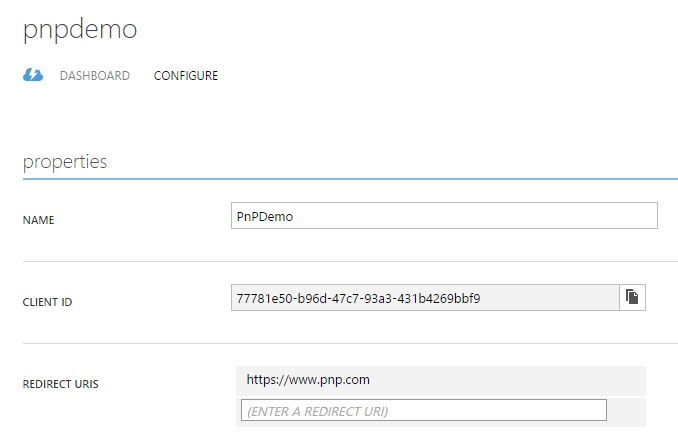 pnpdemo
DASHBOARD CONFIGURE
properties
NAME PnPDemo
CLIENT ID 77781e50-b96d-47c7-93a3-431b4269bbf9
REDIRECT URIS https://www.pnp.com
(ENTER A REDIRECT URI)